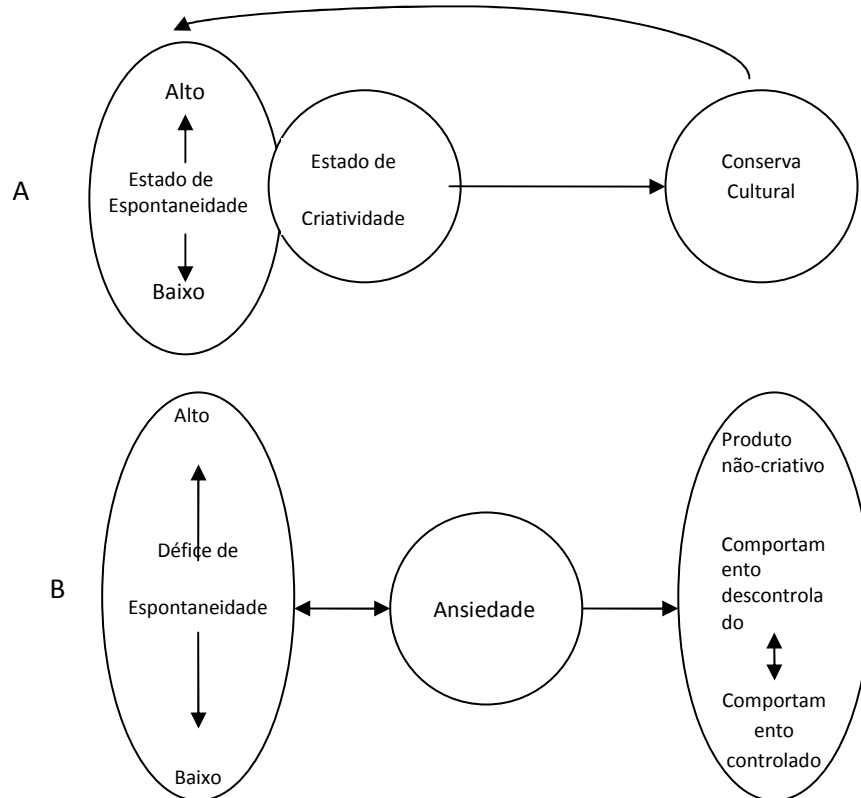 Alto
Estado de
Espontaneidade
Baixo
A
Estado de
Criatividade
Conserva
Cultural
Alto
Défice de
Espontaneidade
Baixo
B
Ansiedade
Produto
não-criativo
Comportam
ento
descontrola
do
Comportam
ento
controlado